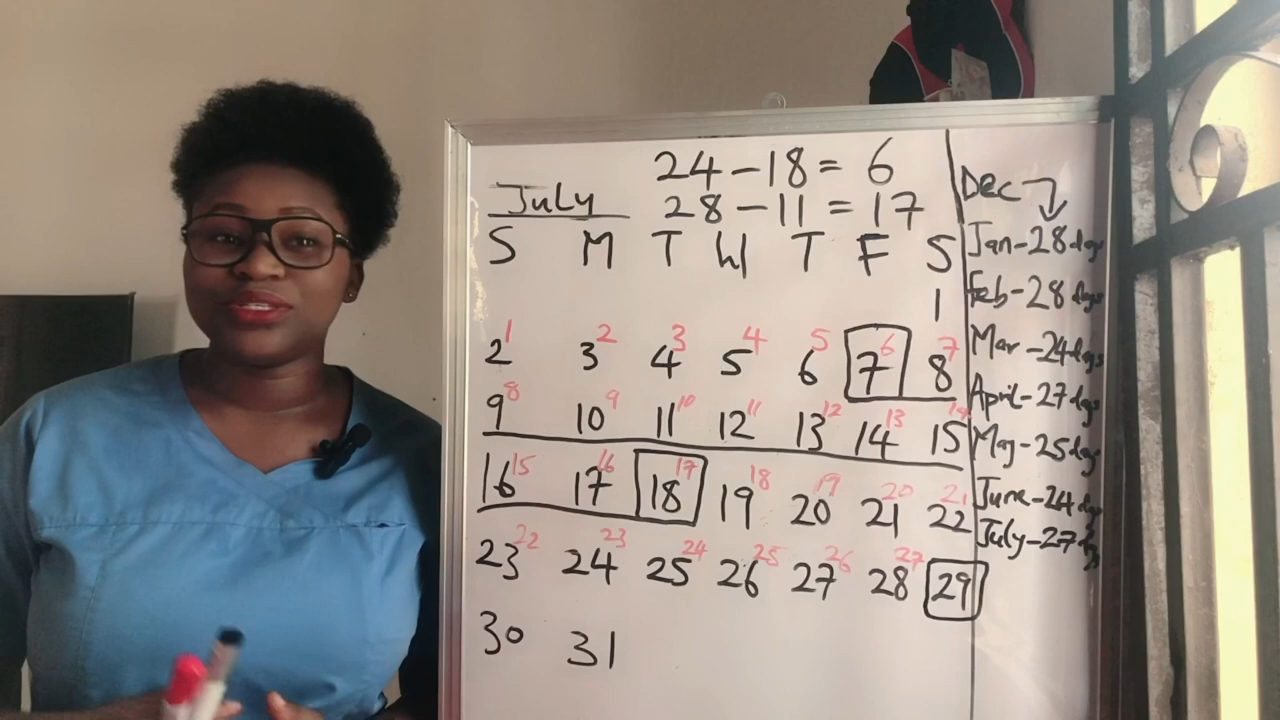 24-18= 6
July 28-11=17
S M T W T F S
1
2 1 3 2 4 3 5 4 6 5 7 6 8 7
9 8 10 9 11 10 12 11 13 12 14 13 15 14
16 15 17 16 18 17 19 18 20 19 21 20 22 21
23 22 24 23 25 24 26 25 27 26 28 27 29
30 31
Dec
Jan-28 days
Feb-28 days
Mar-24days
April-27 days
May-25days
June-24 days
July-27 days